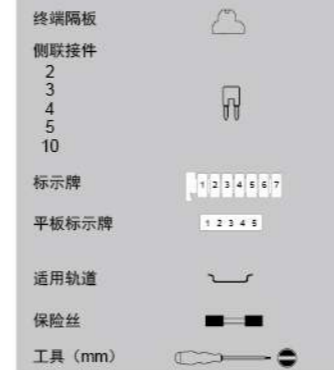 终端隔板
侧联接件
2
3
4
5
10
标示牌 1 2 3 4 5 6 7
平板标示牌 1 2 3 4 5
适用轨道
保险丝
工具（mm）